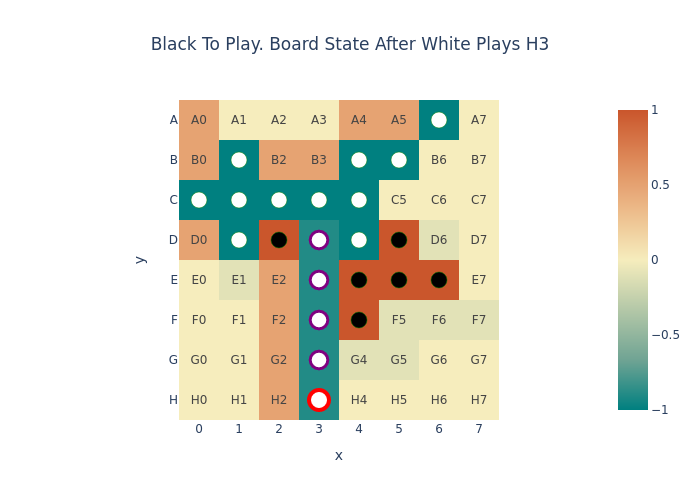 Black To Play. Board State After White Plays H3
A A0 A1 A2 A3 A4 A5 A7
B B0 B2 B3 B6 B7
C C5 C6 C7
D D0 D6 D7
E E0 E1 E2 E7
F F0 F1 F2 F5 F6 F7
G G0 G1 G2 G4 G5 G6 G7
H H0 H1 H2 H4 H5 H6 H7
0 1 2 3 4 5 6 7
x
y
1
0.5
0
−0.5
−1